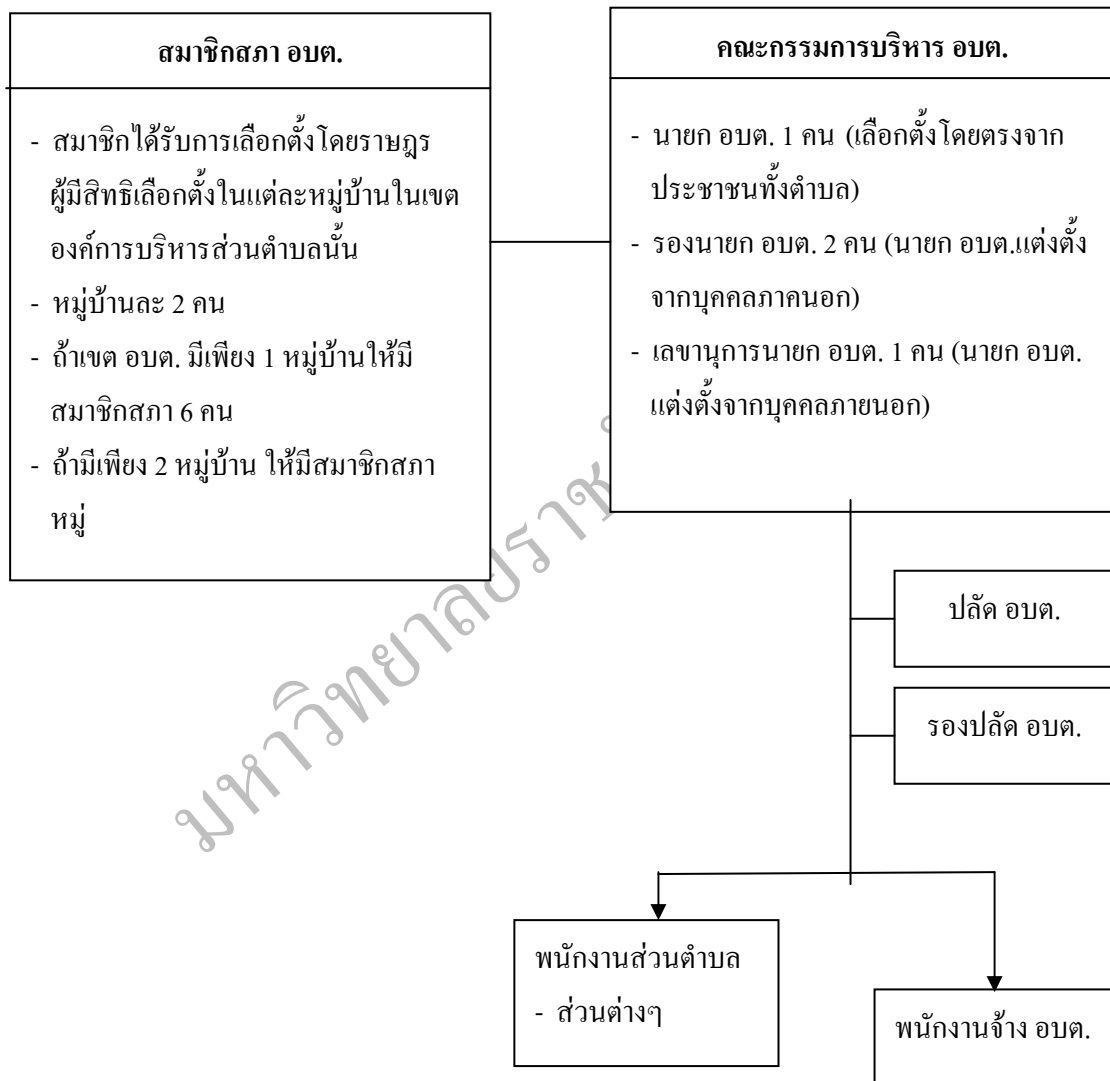 สมาชิกสภา อบต.
- สมาชิกได้รับการเลือกตั้งโดยราษฎร
ผู้มีสิทธิเลือกตั้งในแต่ละหมู่บ้านในเขต
องค์การบริหารส่วนตำบลนั้น
- หมู่บ้านละ 2 คน
- ถ้าเขต อบต. มีเพียง 1 หมู่บ้านให้มี
สมาชิกสภา 6 คน
- ถ้ามีเพียง 2 หมู่บ้าน ให้มีสมาชิกสภา
หมู่
คณะกรรมการบริหาร อบต.
- นายก อบต. 1 คน (เลือกตั้งโดยตรงจาก
ประชาชนทั้งตำบล)
- รองนายก อบต. 2 คน (นายก อบต.แต่งตั้ง
จากบุคคลภาคนอก)
- เลขานุการนายก อบต. 1 คน (นายก อบต.
แต่งตั้งจากบุคคลภายนอก)
ปลัด อบต.
รองปลัด อบต.
พนักงานส่วนตำบล
- ส่วนต่างๆ
พนักงานจ้าง อบต.
มหาวิทยาลัยราช